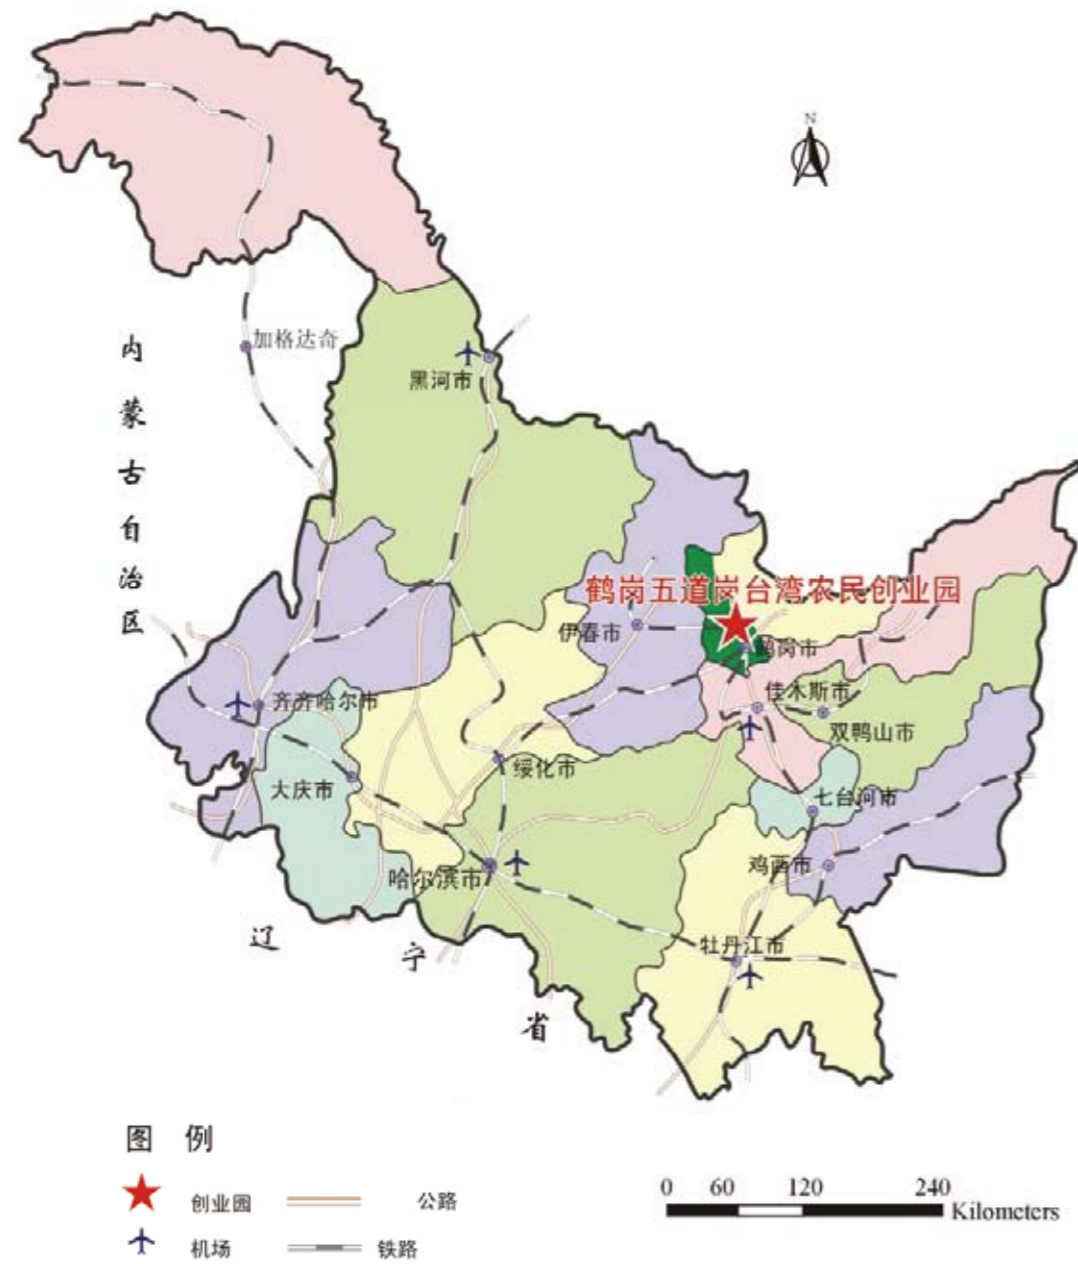 N
加格达奇
黑河市
内蒙古自治区
鹤岗五道岗台湾农民创业园
伊春市
鹤岗市
齐齐哈尔市
佳木斯市
双鸭山市
绥化市
大庆市
七台河市
鸡西市
哈尔滨市
牡丹江市
辽宁省
图 例
创业园
公路
机场
铁路
0 60 120 240
Kilometers